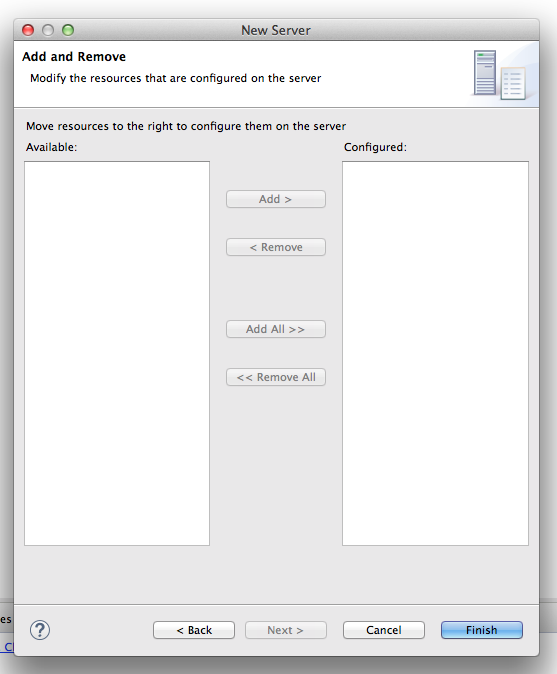 New Server
Add and Remove
Modify the resources that are configured on the server
Move resources to the right to configure them on the server
Available:
Configured:
Add >
< Remove
Add All >>
<< Remove All
es
C
?
< Back
Next >
Cancel
Finish